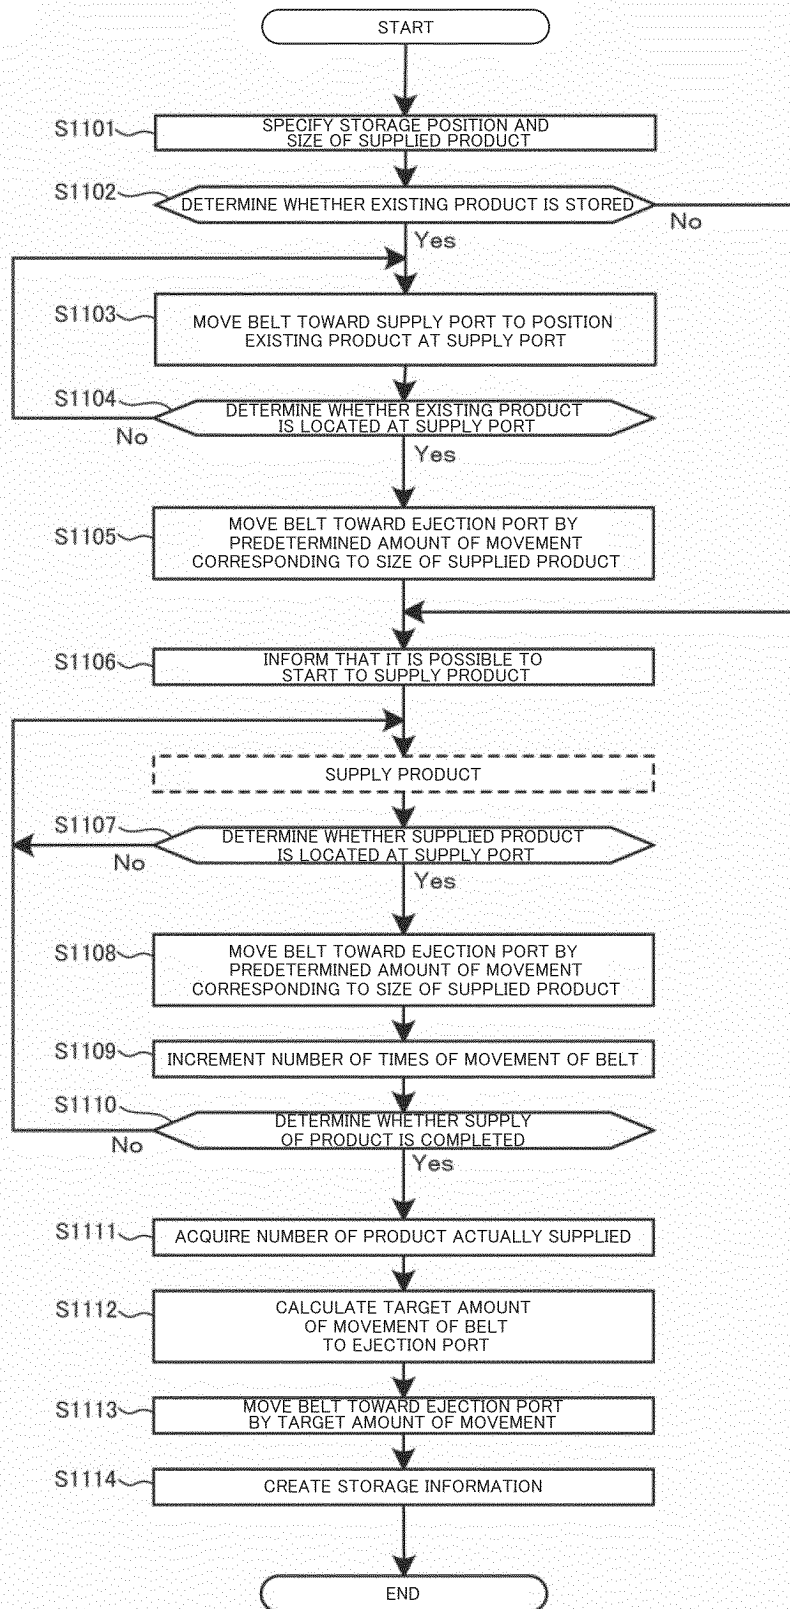 START
S1101
SPECIFY STORAGE POSITION AND
SIZE OF SUPPLIED PRODUCT
S1102
DETERMINE WHETHER EXISTING PRODUCT IS STORED
No
Yes
S1103
MOVE BELT TOWARD SUPPLY PORT TO POSITION
EXISTING PRODUCT AT SUPPLY PORT
S1104
DETERMINE WHETHER EXISTING PRODUCT
IS LOCATED AT SUPPLY PORT
No
Yes
S1105
MOVE BELT TOWARD EJECTION PORT BY
PREDETERMINED AMOUNT OF MOVEMENT
CORRESPONDING TO SIZE OF SUPPLIED PRODUCT
S1106
INFORM THAT IT IS POSSIBLE TO
START TO SUPPLY PRODUCT
SUPPLY PRODUCT
S1107
DETERMINE WHETHER SUPPLIED PRODUCT
IS LOCATED AT SUPPLY PORT
No
Yes
S1108
MOVE BELT TOWARD EJECTION PORT BY
PREDETERMINED AMOUNT OF MOVEMENT
CORRESPONDING TO SIZE OF SUPPLIED PRODUCT
S1109
INCREMENT NUMBER OF TIMES OF MOVEMENT OF BELT
S1110
DETERMINE WHETHER SUPPLY
OF PRODUCT IS COMPLETED
No
Yes
S1111
ACQUIRE NUMBER OF PRODUCT ACTUALLY SUPPLIED
S1112
CALCULATE TARGET AMOUNT
OF MOVEMENT OF BELT
TO EJECTION PORT
S1113
MOVE BELT TOWARD EJECTION PORT
BY TARGET AMOUNT OF MOVEMENT
S1114
CREATE STORAGE INFORMATION
END